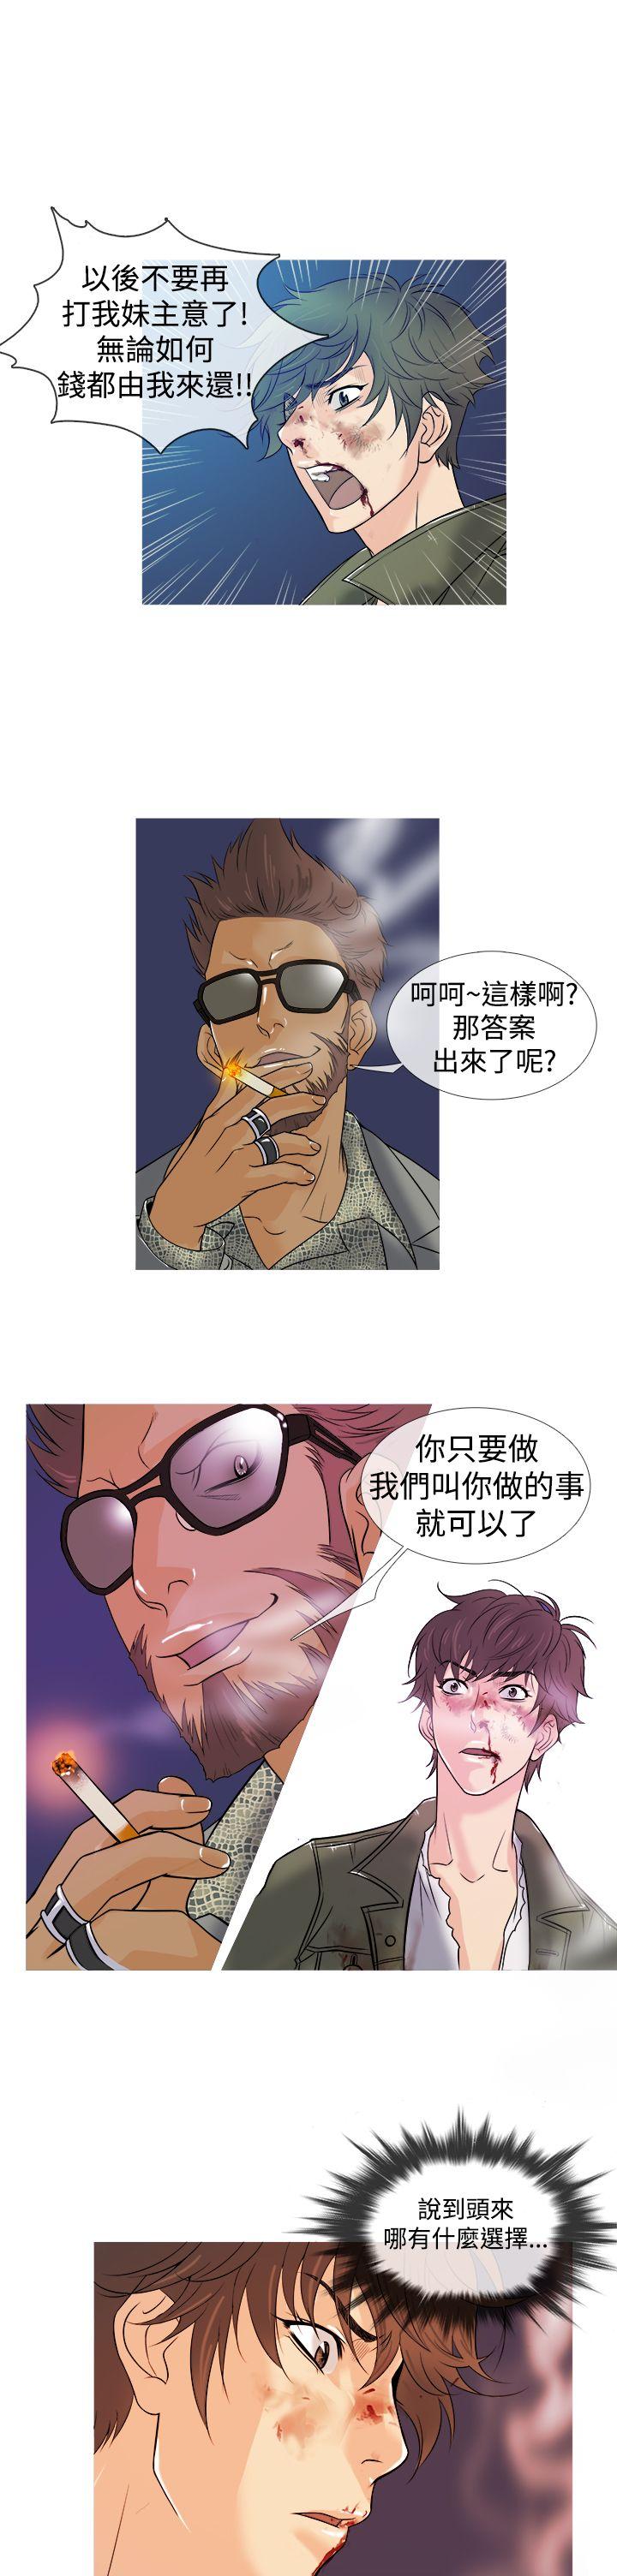 以後不要再
打我妹主意了!
無論如何
錢都由我來還!!
呵呵~這樣啊?
那答案
出來了呢?
你只要做
我們叫你做的事
就可以了
說到頭來
哪有什麼選擇...